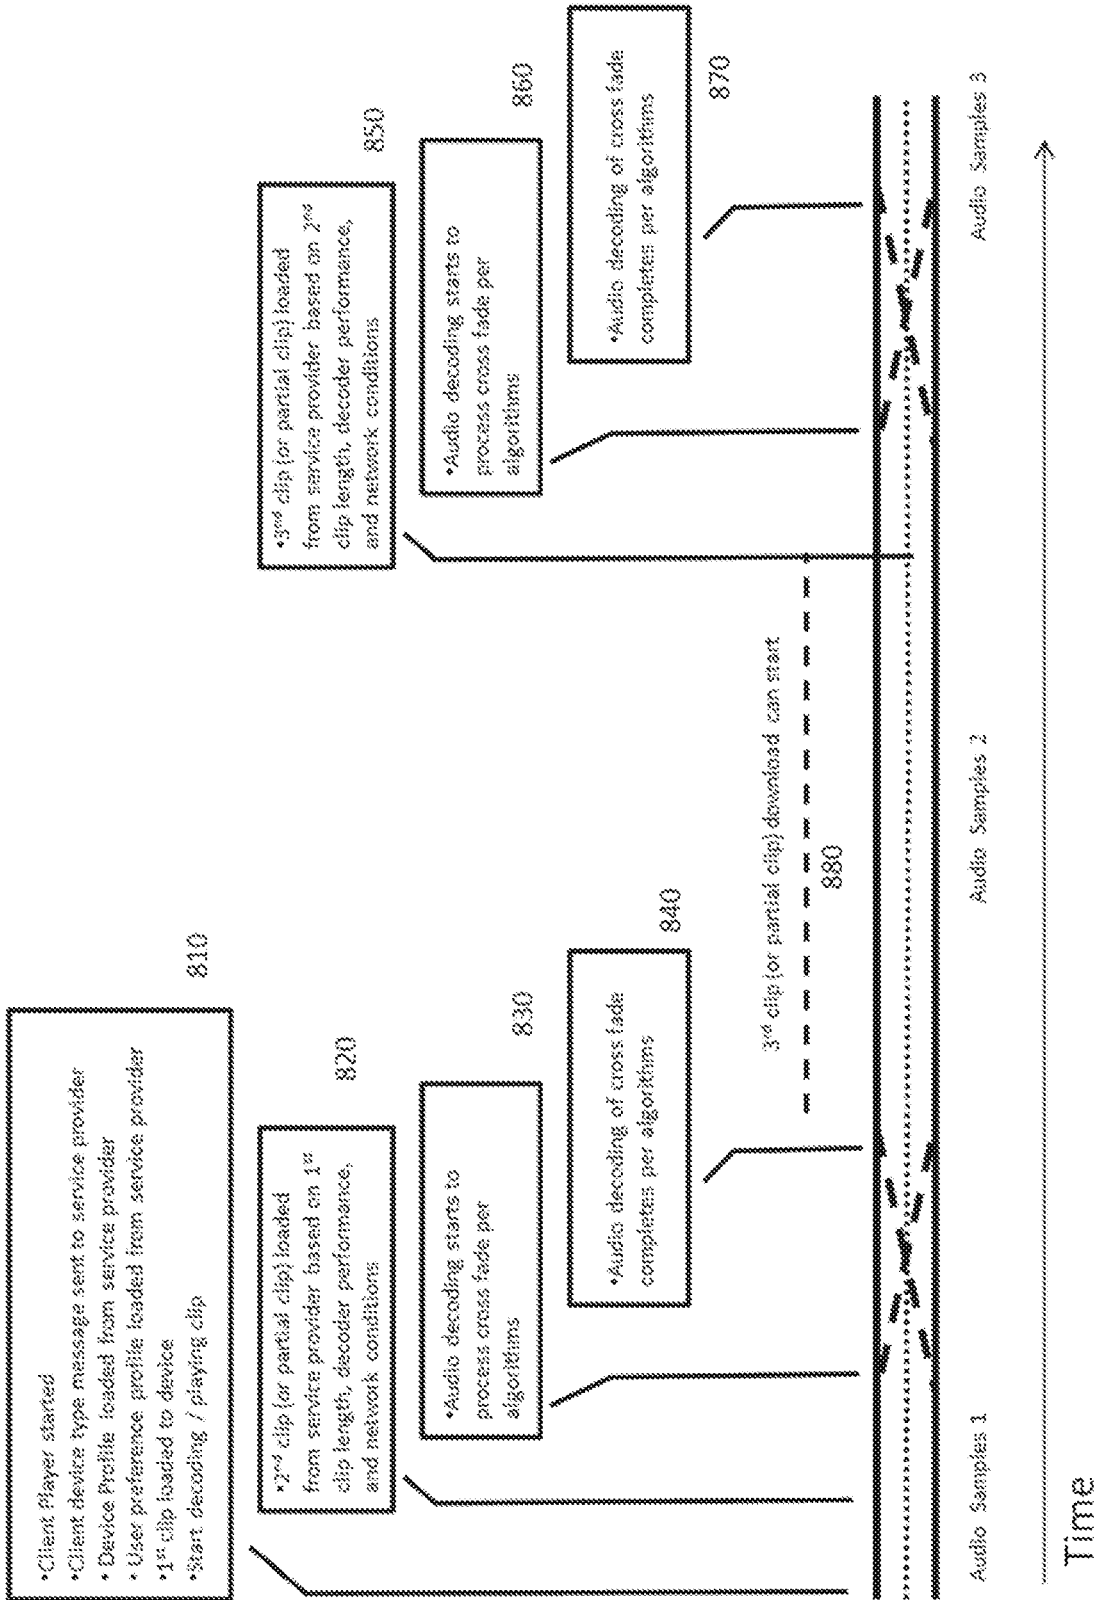 •Client Player started
•Client device type message sent to service provider
• Device Profile loaded from service provider
• User preference profile loaded from service provider
•1st clip loaded to device
•Start decoding / playing clip
810
•2nd clip (or partial clip) loaded
from service provider based on 1st
clip length, decoder performance,
and network conditions
820
•Audio decoding starts to
process cross fade per
algorithms
830
•Audio decoding of cross fade
completes per algorithms
840
3rd clip (or partial clip) download can start
880
•3rd clip (or partial clip) loaded
from service provider based on 2nd
clip length, decoder performance,
and network conditions
850
•Audio decoding starts to
process cross fade per
algorithms
860
•Audio decoding of cross fade
completes per algorithms
870
Audio Samples 1
Audio Samples 2
Audio Samples 3
Time